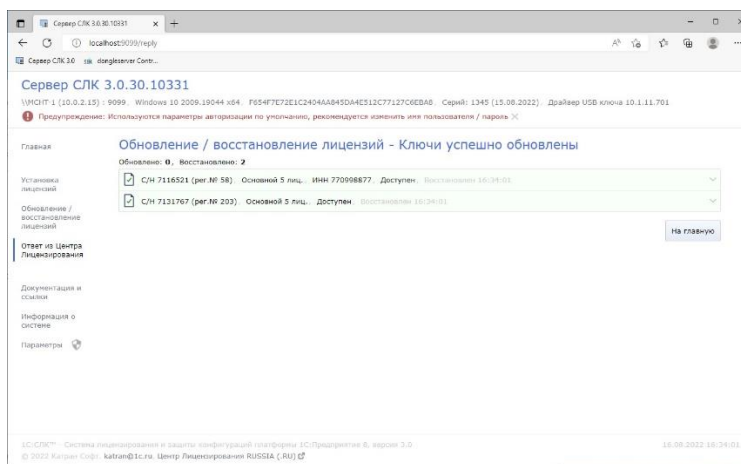 Сервер СЛК 3.0.30.10331
localhost:9099/reply
Сервер СЛК 3.0
dongleserver Contr...
Сервер СЛК 3.0.30.10331
\\МСНТ-1 (10.0.2.15) : 9099, Windows 10 2009.19044 x64, Серий: 1345 (15.08.2022). Драйвер USB ключа 10.1.11.701
Предупреждение: Используются параметры авторизации по умолчанию, рекомендуется изменить имя пользователя / пароль
Главная
Установка лицензий
Обновление / восстановление лицензий
Ответ из Центра Лицензирования
Документация и ссылки
Информация о системе
Параметры
Обновление / восстановление лицензий - Ключи успешно обновлены
Обновлено: 0, Восстановлено: 2
С/Н 7116521 (рег.№ 58). Основной 5 лиц., ИНН 770998877. Доступен. Восстановлен 16:34:01
С/Н 7131767 (рег.№ 203). Основной 5 лиц., Доступен. Восстановлен 16:34:01
На главную
1С:СЛК™ Система лицензирования и защиты конфигураций платформы 1С:Предприятие 8, версии 3.0
16.08.2022 16:34:01
© 2022 Катран Софт. katran@1c.ru, Центр Лицензирования RUSSIA (.RU)